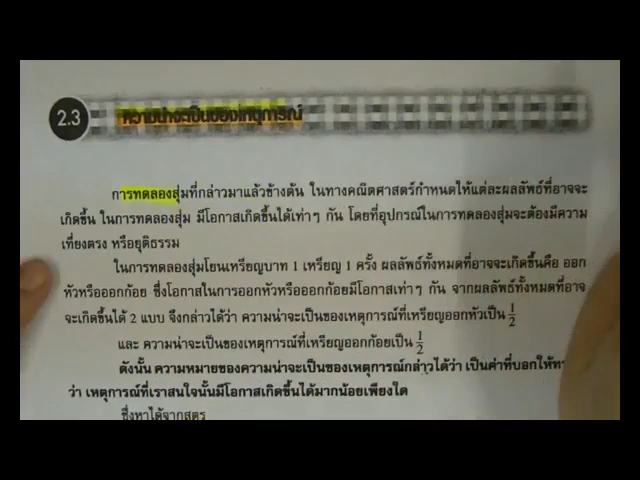 2.3 ความน่าจะเป็นของเหตุการณ์
การทดลองสุ่มที่กล่าวมาแล้วข้างต้น ในทางคณิตศาสตร์กำหนดให้แต่ละผลลัพธ์ที่อาจจะ
เกิดขึ้น ในการทดลองสุ่ม มีโอกาสเกิดขึ้นได้เท่าๆ กัน โดยที่อุปกรณ์ในการทดลองสุ่มจะต้องมีความ
เที่ยงตรง หรือยุติธรรม
ในการทดลองสุ่มโยนเหรียญบาท 1 เหรียญ 1 ครั้ง ผลลัพธ์ทั้งหมดที่อาจจะเกิดขึ้นคือ ออก
หัวหรือออกก้อย ซึ่งโอกาสในการออกหัวหรือออกก้อยมีโอกาสเท่าๆ กัน จากผลลัพธ์ทั้งหมดที่อาจ
จะเกิดขึ้นได้ 2 แบบ จึงกล่าวได้ว่า ความน่าจะเป็นของเหตุการณ์ที่เหรียญออกหัวเป็น 1/2
และ ความน่าจะเป็นของเหตุการณ์ที่เหรียญออกก้อยเป็น 1/2
ดังนั้น ความหมายของความน่าจะเป็นของเหตุการณ์กล่าวได้ว่า เป็นค่าที่บอกให้ทรา
ว่า เหตุการณ์ที่เราสนใจนั้นมีโอกาสเกิดขึ้นได้มากน้อยเพียงใด
ซึ่งหาได้จากสูตร